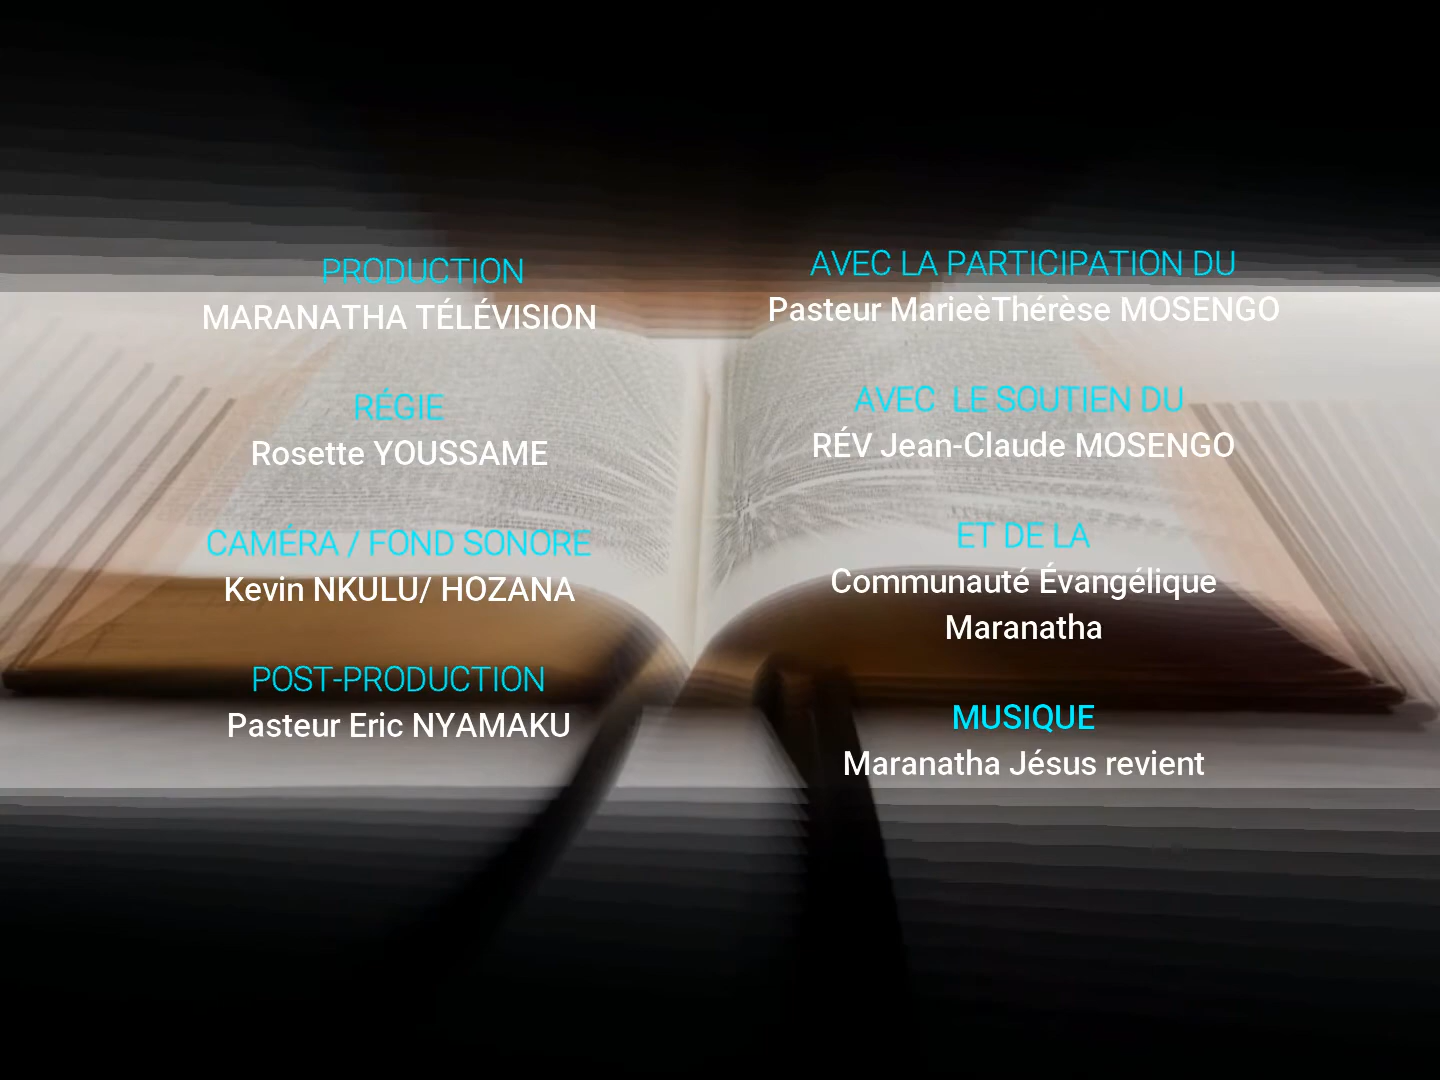 PRODUCTION
MARANATHA TÉLÉVISION
RÉGIE
Rosette YOUSSAME
CAMÉRA / FOND SONORE
Kevin NKULU/ HOZANA
POST-PRODUCTION
Pasteur Eric NYAMAKU
AVEC LA PARTICIPATION DU
Pasteur MarieèThérèse MOSENGO
AVEC LE SOUTIEN DU
RÉV Jean-Claude MOSENGO
ET DE LA
Communauté Évangélique
Maranatha
MUSIQUE
Maranatha Jésus revient